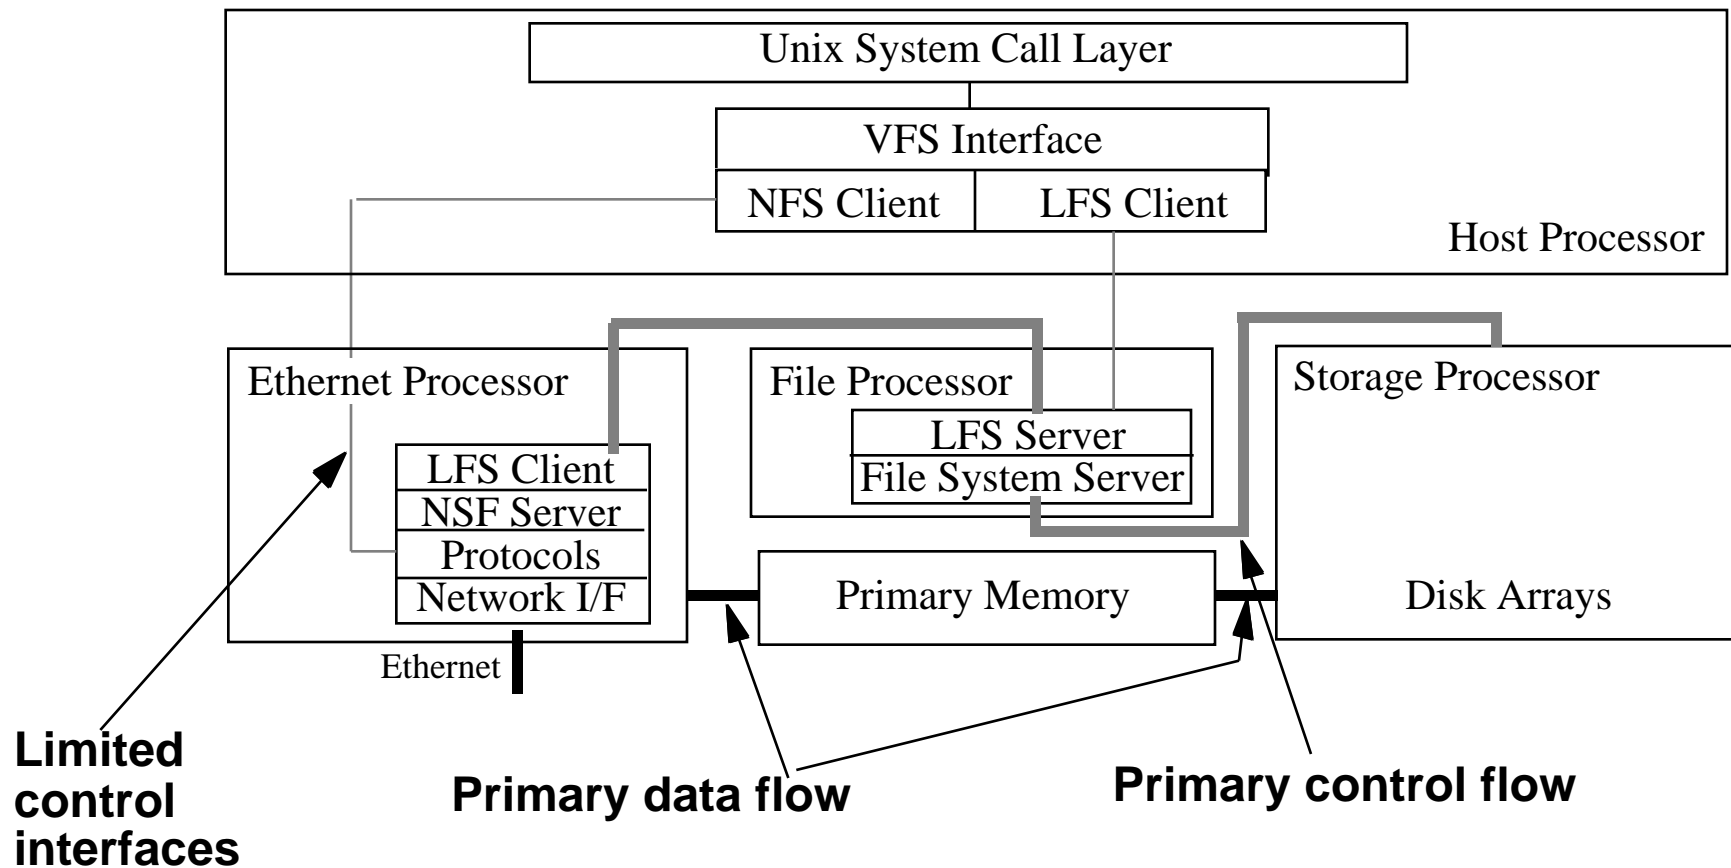 Unix System Call Layer
VFS Interface
NFS Client
LFS Client
Host Processor
Ethernet Processor
LFS Client
NSF Server
Protocols
Network I/F
Ethernet
File Processor
LFS Server
File System Server
Primary Memory
Storage Processor
Disk Arrays
Limited
control
interfaces
Primary data flow
Primary control flow